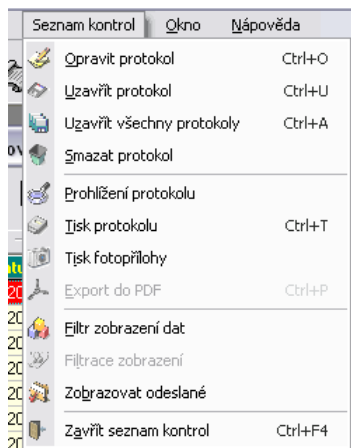 Seznam kontrol Okno Nápověda
Opravit protokol Ctrl+O
Uzavřít protokol Ctrl+U
Uzavřít všechny protokoly Ctrl+A
Smazat protokol
Prohlížení protokolu
Tisk protokolu Ctrl+T
Tisk fotopřílohy
Export do PDF Ctrl+P
Filtr zobrazení dat
Filtrace zobrazení
Zobrazovat odeslané
Zavřít seznam kontrol Ctrl+F4